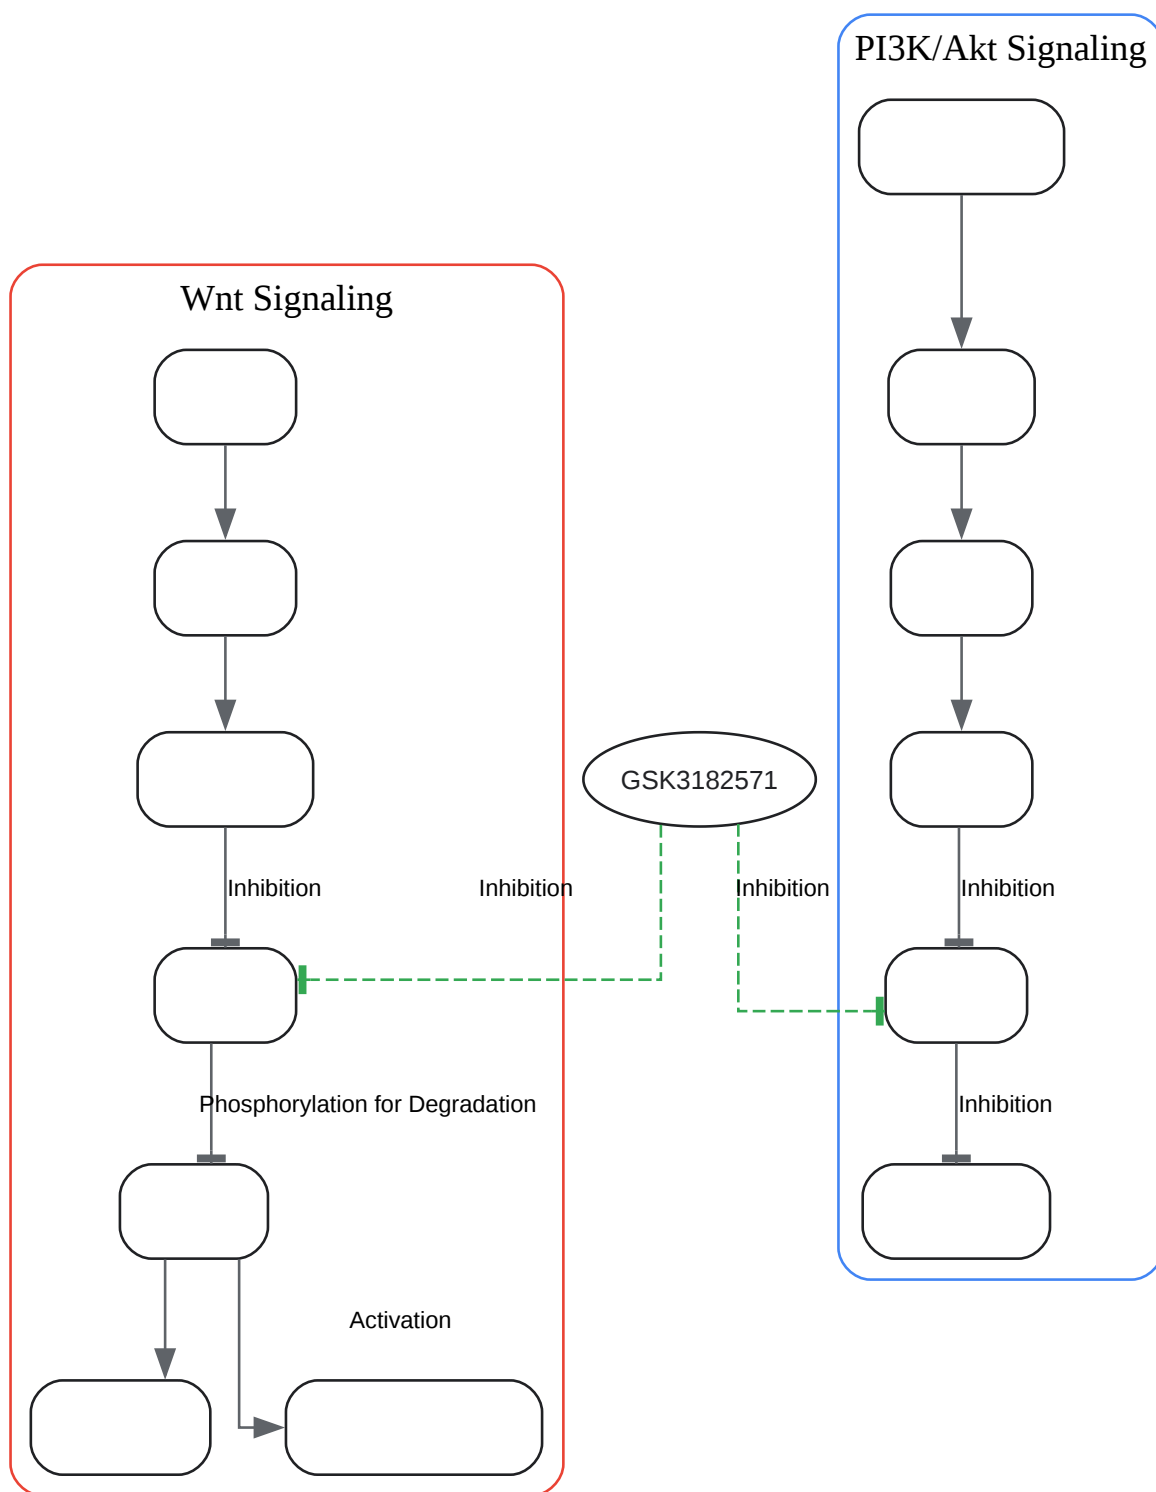 PI3K/Akt Signaling
Wnt Signaling
GSK3182571
Inhibition
Inhibition
Inhibition
Inhibition
Phosphorylation for Degradation
Inhibition
Activation